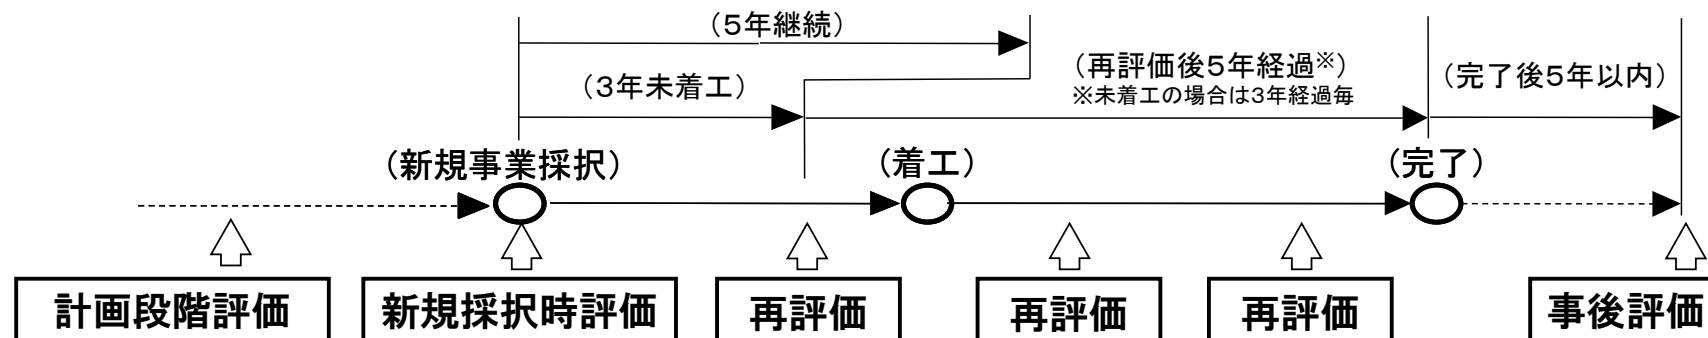 （5年継続）
（3年未着工）
（再評価後5年経過※）
※未着工の場合は3年経過毎
（完了後5年以内）
（新規事業採択）
（着工）
（完了）
計画段階評価
新規採択時評価
再評価
再評価
再評価
事後評価